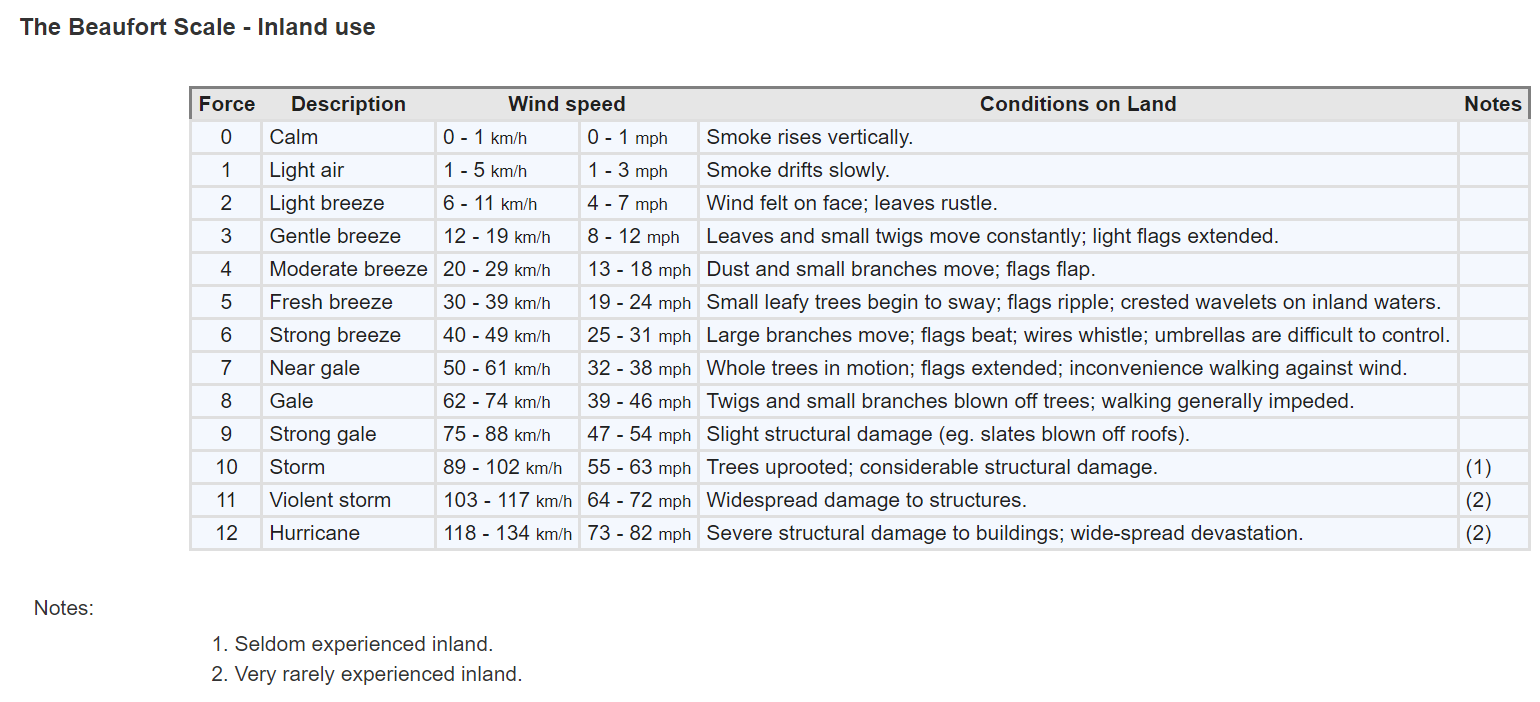 The Beaufort Scale - Inland use
Force Description Wind speed Conditions on Land Notes
0 Calm 0 - 1 km/h 0 - 1 mph Smoke rises vertically.
1 Light air 1 - 5 km/h 1 - 3 mph Smoke drifts slowly.
2 Light breeze 6 - 11 km/h 4 - 7 mph Wind felt on face; leaves rustle.
3 Gentle breeze 12 - 19 km/h 8 - 12 mph Leaves and small twigs move constantly; light flags extended.
4 Moderate breeze 20 - 29 km/h 13 - 18 mph Dust and small branches move; flags flap.
5 Fresh breeze 30 - 39 km/h 19 - 24 mph Small leafy trees begin to sway; flags ripple; crested wavelets on inland waters.
6 Strong breeze 40 - 49 km/h 25 - 31 mph Large branches move; flags beat; wires whistle; umbrellas are difficult to control.
7 Near gale 50 - 61 km/h 32 - 38 mph Whole trees in motion; flags extended; inconvenience walking against wind.
8 Gale 62 - 74 km/h 39 - 46 mph Twigs and small branches blown off trees; walking generally impeded.
9 Strong gale 75 - 88 km/h 47 - 54 mph Slight structural damage (eg. slates blown off roofs).
10 Storm 89 - 102 km/h 55 - 63 mph Trees uprooted; considerable structural damage. (1)
11 Violent storm 103 - 117 km/h 64 - 72 mph Widespread damage to structures. (2)
12 Hurricane 118 - 134 km/h 73 - 82 mph Severe structural damage to buildings; wide-spread devastation. (2)
Notes:
1. Seldom experienced inland.
2. Very rarely experienced inland.